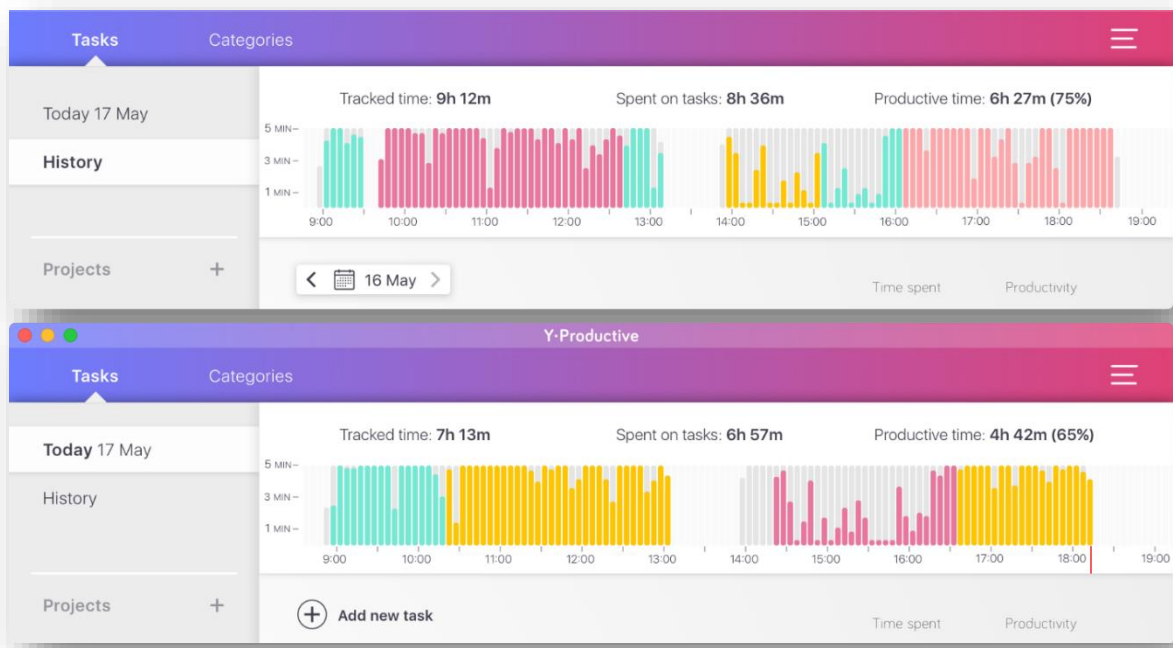 Tasks Categories
Today 17 May
History
Projects +
Tracked time: 9h 12m Spent on tasks: 8h 36m Productive time: 6h 27m (75%)
5 MIN
3 MIN
1 MIN
9:00 10:00 11:00 12:00 13:00 14:00 15:00 16:00 17:00 18:00 19:00
16 May
Time spent Productivity
Y·Productive
Tasks Categories
Today 17 May
History
Projects +
Tracked time: 7h 13m Spent on tasks: 6h 57m Productive time: 4h 42m (65%)
5 MIN
3 MIN
1 MIN
9:00 10:00 11:00 12:00 13:00 14:00 15:00 16:00 17:00 18:00 19:00
Add new task
Time spent Productivity